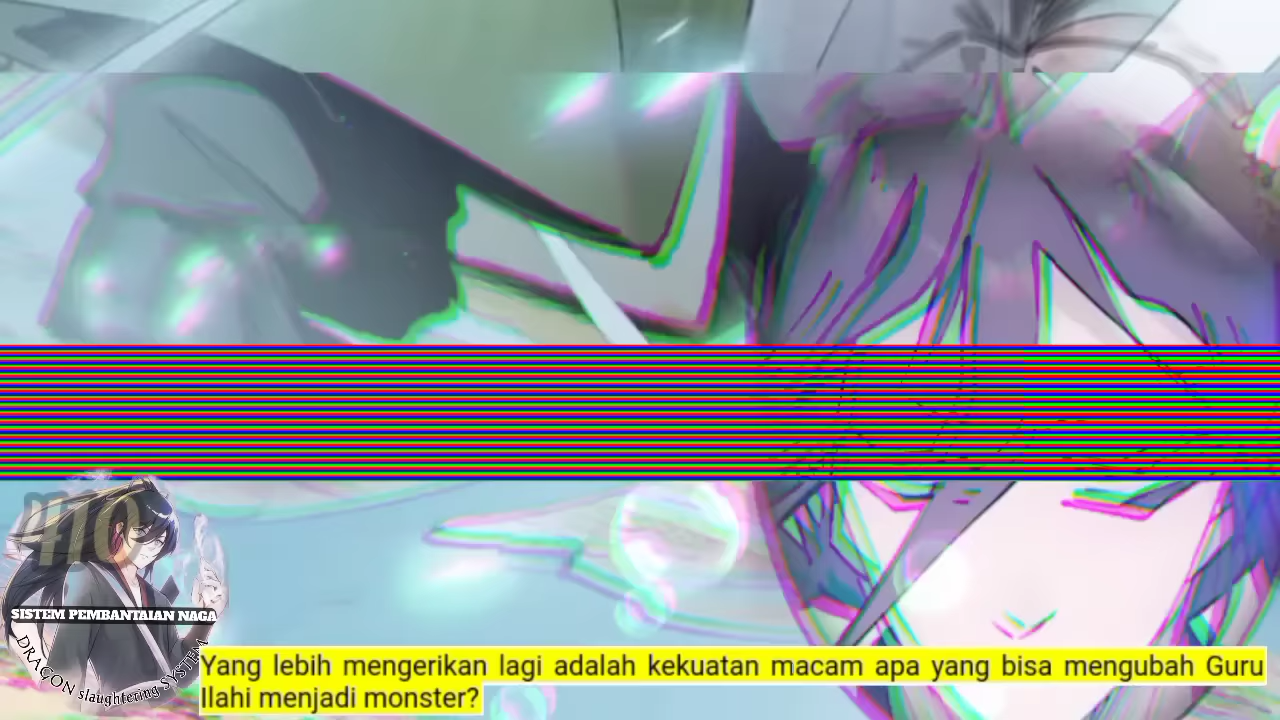 SISTEM PEMBANTAIAN NAGA
DRAGON slaughtering SYSTEM
Yang lebih mengerikan lagi adalah kekuatan macam apa yang bisa mengubah Guru
Ilahi menjadi monster?